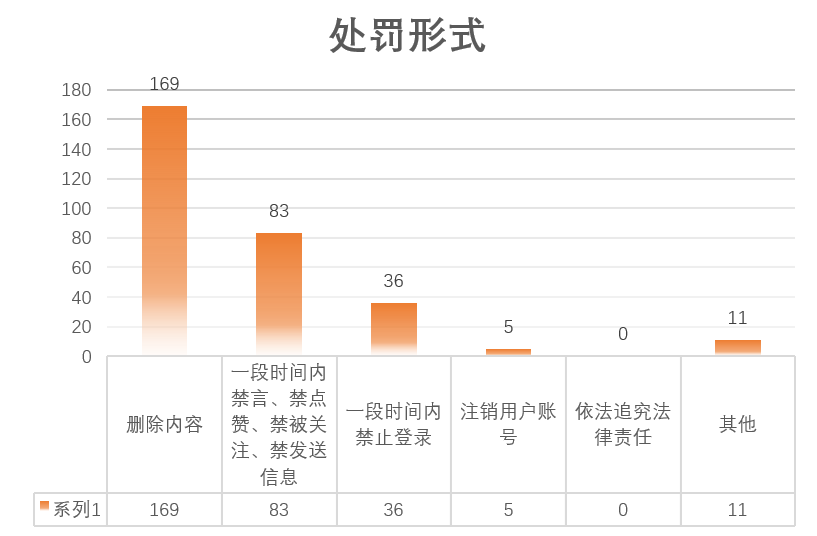 处罚形式
180
160
140
120
100
80
60
40
20
0
169
83
36
5
0
11
删除内容
一段时间内
禁言、禁点
赞、禁被关
注、禁发送
信息
一段时间内
禁止登录
注销用户账
号
依法追究法
律责任
其他
系列1 169 83 36 5 0 11